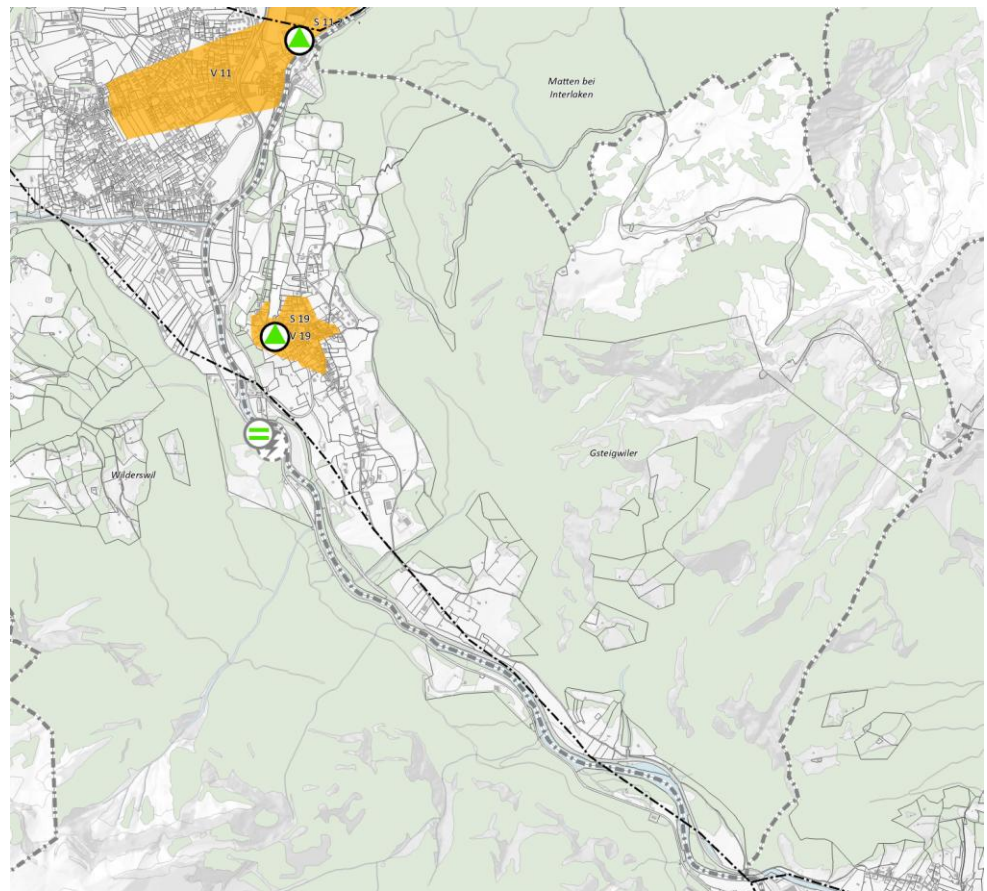 S 11
V 11
Matten bei
Interlaken
S 19
V 19
Gsteigwiler
Wilderswil